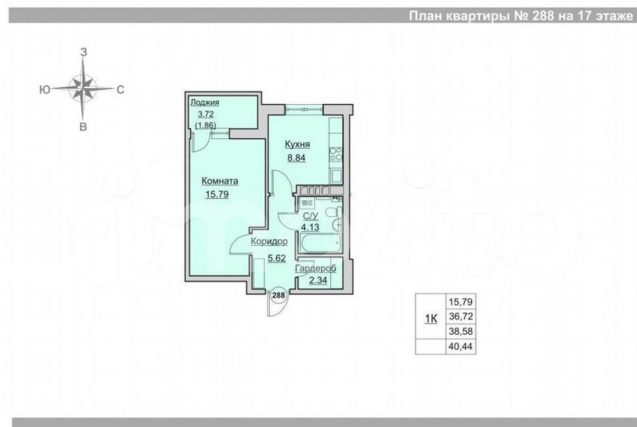 План квартиры № 288 на 17 этаже
З
Ю
С
В
Лоджия
3.72
(1.86)
Кухня
8.84
Комната
15.79
С/У
4.13
Коридор
5.62
Гардероб
2.34
288
1К
15,79
36,72
38,58
40,44